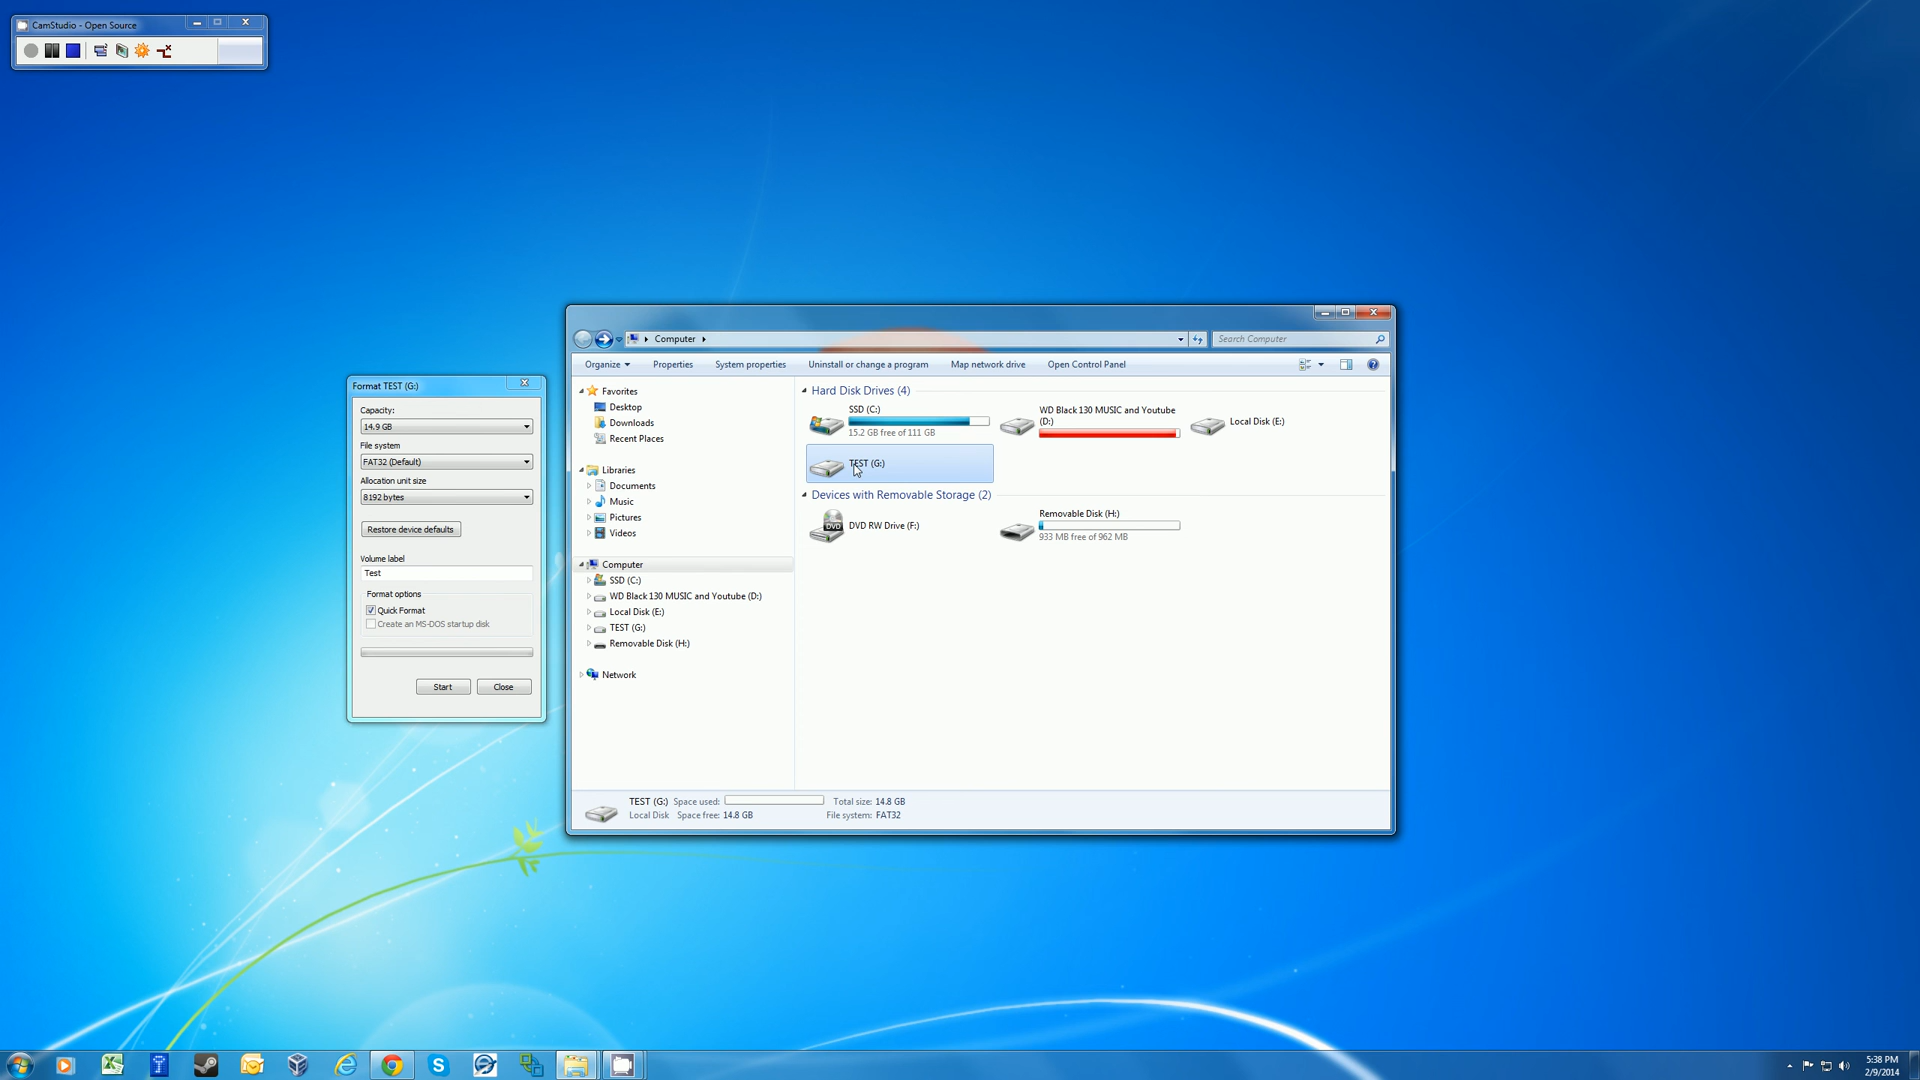 CamStudio - Open Source
Computer
Search Computer
Organize
Properties
System properties
Uninstall or change a program
Map network drive
Open Control Panel
Favorites
Desktop
Downloads
Recent Places
Libraries
Documents
Music
Pictures
Videos
Computer
SSD (C:)
WD Black 130 MUSIC and Youtube (D:)
Local Disk (E:)
TEST (G:)
Removable Disk (H:)
Network
Hard Disk Drives (4)
SSD (C:)
15.2 GB free of 111 GB
WD Black 130 MUSIC and Youtube
(D:)
Local Disk (E:)
TEST (G:)
Devices with Removable Storage (2)
DVD
DVD RW Drive (F:)
Removable Disk (H:)
933 MB free of 962 MB
TEST (G:) Space used: Total size: 14.8 GB
Local Disk Space free: 14.8 GB File system: FAT32
Format TEST (G:)
Capacity:
14.9 GB
File system
FAT32 (Default)
Allocation unit size
8192 bytes
Restore device defaults
Volume label
Test
Format options
Quick Format
Create an MS-DOS startup disk
Start
Close
5:38 PM
2/9/2014